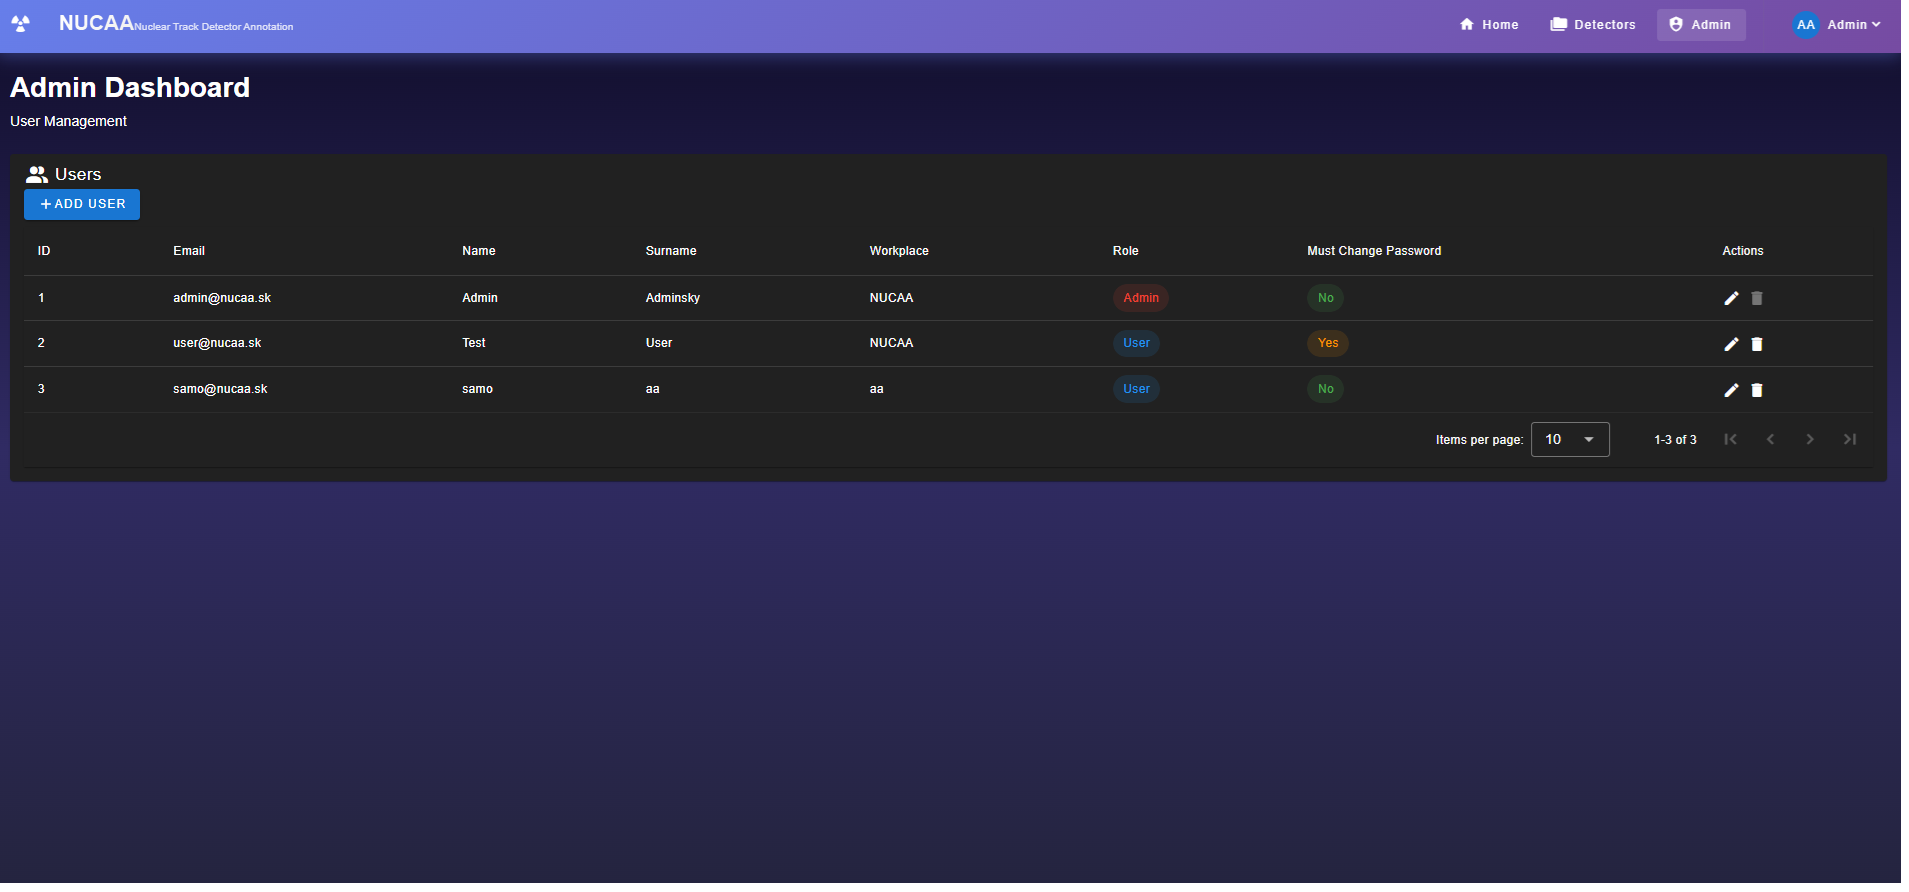 NUCAA Nuclear Track Detector Annotation Home Detectors Admin AA Admin
Admin Dashboard
User Management
Users
ADD USER
ID Email Name Surname Workplace Role Must Change Password Actions
1 admin@nucaa.sk Admin Adminsky NUCAA Admin No
2 user@nucaa.sk Test User NUCAA User Yes
3 samo@nucaa.sk samo aa aa User No
Items per page: 10 1-3 of 3